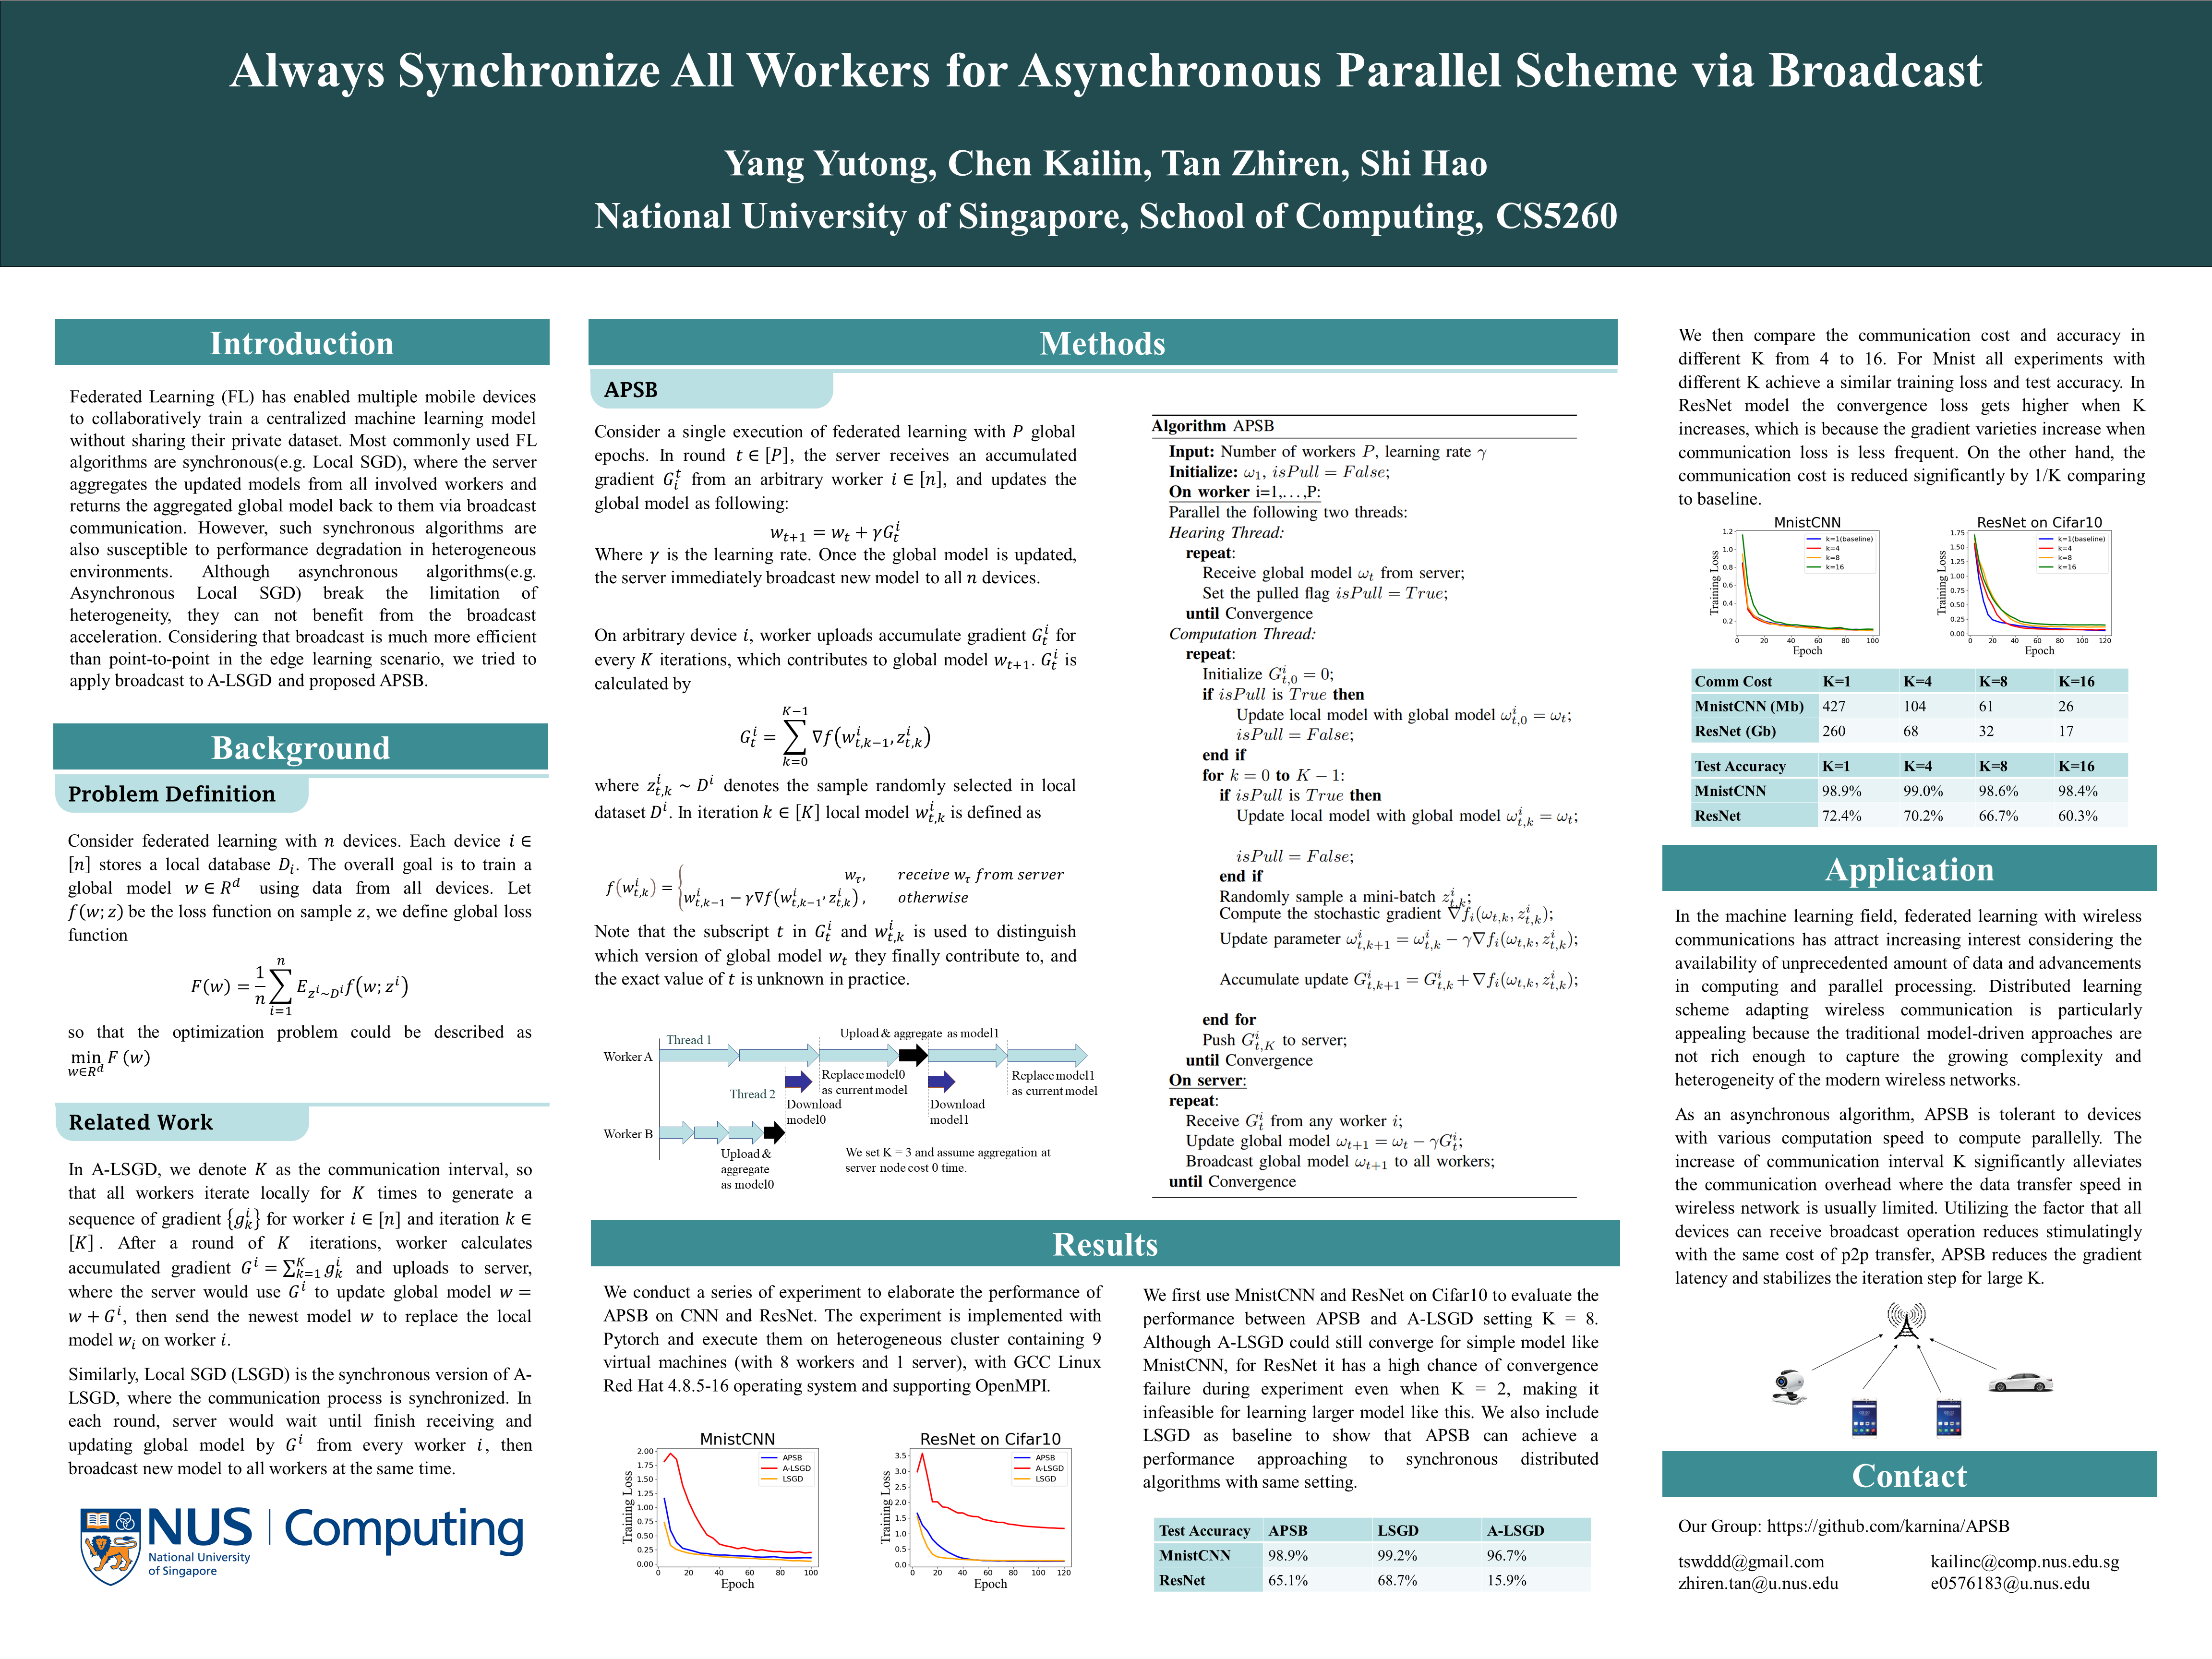 Always Synchronize All Workers for Asynchronous Parallel Scheme via Broadcast
Yang Yutong, Chen Kailin, Tan Zhiren, Shi Hao
National University of Singapore, School of Computing, CS5260
Introduction
Federated Learning (FL) has enabled multiple mobile devices
to collaboratively train a centralized machine learning model
without sharing their private dataset. Most commonly used FL
algorithms are synchronous(e.g. Local SGD), where the server
aggregates the updated models from all involved workers and
returns the aggregated global model back to them via broadcast
communication. However, such synchronous algorithms are
also susceptible to performance degradation in heterogeneous
environments. Although asynchronous algorithms(e.g.
Asynchronous Local SGD) break the limitation of
heterogeneity, they can not benefit from the broadcast
acceleration. Considering that broadcast is much more efficient
than point-to-point in the edge learning scenario, we tried to
apply broadcast to A-LSGD and proposed APSB.
Background
Problem Definition
Consider federated learning with n devices. Each device i ∈
[n] stores a local database D_i. The overall goal is to train a
global model w ∈ R^d using data from all devices. Let
f(w; z) be the loss function on sample z, we define global loss
function
F(w) = 1/n ∑_{i=1}^{n} E_{z^i~D^i} f(w; z^i)
so that the optimization problem could be described as
min_{w∈R^d} F (w)
Related Work
In A-LSGD, we denote K as the communication interval, so
that all workers iterate locally for K times to generate a
sequence of gradient {g_k^i} for worker i ∈ [n] and iteration k ∈
[K] . After a round of K iterations, worker calculates
accumulated gradient G^i = ∑_{k=1}^{K} g_k^i and uploads to server,
where the server would use G^i to update global model w =
w + G^i, then send the newest model w to replace the local
model w_i on worker i.
Similarly, Local SGD (LSGD) is the synchronous version of A-
LSGD, where the communication process is synchronized. In
each round, server would wait until finish receiving and
updating global model by G^i from every worker i, then
broadcast new model to all workers at the same time.
NUS | Computing
National University
of Singapore
Methods
APSB
Consider a single execution of federated learning with P global
epochs. In round t ∈ [P], the server receives an accumulated
gradient G_i^t from an arbitrary worker i ∈ [n], and updates the
global model as following:
w_{t+1} = w_t + γG_t^i
Where γ is the learning rate. Once the global model is updated,
the server immediately broadcast new model to all n devices.
On arbitrary device i, worker uploads accumulate gradient G_t^i for
every K iterations, which contributes to global model w_{t+1}. G_t^i is
calculated by
G_t^i = ∑_{k=0}^{K−1} ∇f(w_{t,k−1}^i, z_{t,k}^i)
where z_{t,k}^i ~ D^i denotes the sample randomly selected in local
dataset D^i. In iteration k ∈ [K] local model w_{t,k}^i is defined as
f(w_{t,k}^i) = { w_τ, receive w_τ from server
w_{t,k−1}^i − γ∇f(w_{t,k−1}^i, z_{t,k}^i) , otherwise
Note that the subscript t in G_t^i and w_{t,k}^i is used to distinguish
which version of global model w_t they finally contribute to, and
the exact value of t is unknown in practice.
Thread 1
Upload & aggregate as model1
Worker A
Replace model0
as current model
Replace model1
as current model
Thread 2
Download
model0
Download
model1
Worker B
Upload &
aggregate
as model0
We set K = 3 and assume aggregation at
server node cost 0 time.
Algorithm APSB
Input: Number of workers P, learning rate γ
Initialize: ω_1, isPull = False;
On worker i=1,...,P:
Parallel the following two threads:
Hearing Thread:
repeat:
Receive global model ω_t from server;
Set the pulled flag isPull = True;
until Convergence
Computation Thread:
repeat:
Initialize G_{t,0}^i = 0;
if isPull is True then
Update local model with global model ω_{t,0}^i = ω_t;
isPull = False;
end if
for k = 0 to K − 1:
if isPull is True then
Update local model with global model ω_{t,k}^i = ω_t;
isPull = False;
end if
Randomly sample a mini-batch z_{t,k}^i;
Compute the stochastic gradient ∇f_i(ω_{t,k}, z_{t,k}^i);
Update parameter ω_{t,k+1}^i = ω_{t,k}^i − γ∇f_i(ω_{t,k}, z_{t,k}^i);
Accumulate update G_{t,k+1}^i = G_{t,k}^i + ∇f_i(ω_{t,k}, z_{t,k}^i);
end for
Push G_{t,K}^i to server;
until Convergence
On server:
repeat:
Receive G_t^i from any worker i;
Update global model ω_{t+1} = ω_t − γG_t^i;
Broadcast global model ω_{t+1} to all workers;
until Convergence
Results
We conduct a series of experiment to elaborate the performance of
APSB on CNN and ResNet. The experiment is implemented with
Pytorch and execute them on heterogeneous cluster containing 9
virtual machines (with 8 workers and 1 server), with GCC Linux
Red Hat 4.8.5-16 operating system and supporting OpenMPI.
MnistCNN
2.00
1.75
1.50
1.25
1.00
0.75
0.50
0.25
0.00
Training Loss
APSB
A-LSGD
LSGD
0 20 40 60 80 100
Epoch
ResNet on Cifar10
3.5
3.0
2.5
2.0
1.5
1.0
0.5
0.0
Training Loss
APSB
A-LSGD
LSGD
0 20 40 60 80 100 120
Epoch
We first use MnistCNN and ResNet on Cifar10 to evaluate the
performance between APSB and A-LSGD setting K = 8.
Although A-LSGD could still converge for simple model like
MnistCNN, for ResNet it has a high chance of convergence
failure during experiment even when K = 2, making it
infeasible for learning larger model like this. We also include
LSGD as baseline to show that APSB can achieve a
performance approaching to synchronous distributed
algorithms with same setting.
Test Accuracy APSB LSGD A-LSGD
MnistCNN 98.9% 99.2% 96.7%
ResNet 65.1% 68.7% 15.9%
We then compare the communication cost and accuracy in
different K from 4 to 16. For Mnist all experiments with
different K achieve a similar training loss and test accuracy. In
ResNet model the convergence loss gets higher when K
increases, which is because the gradient varieties increase when
communication loss is less frequent. On the other hand, the
communication cost is reduced significantly by 1/K comparing
to baseline.
MnistCNN
1.2
1.0
0.8
0.6
0.4
0.2
Training Loss
k=1(baseline)
k=4
k=8
k=16
0 20 40 60 80 100
Epoch
ResNet on Cifar10
1.75
1.50
1.25
1.00
0.75
0.50
0.25
0.00
Training Loss
k=1(baseline)
k=4
k=8
k=16
0 20 40 60 80 100 120
Epoch
Comm Cost K=1 K=4 K=8 K=16
MnistCNN (Mb) 427 104 61 26
ResNet (Gb) 260 68 32 17
Test Accuracy K=1 K=4 K=8 K=16
MnistCNN 98.9% 99.0% 98.6% 98.4%
ResNet 72.4% 70.2% 66.7% 60.3%
Application
In the machine learning field, federated learning with wireless
communications has attract increasing interest considering the
availability of unprecedented amount of data and advancements
in computing and parallel processing. Distributed learning
scheme adapting wireless communication is particularly
appealing because the traditional model-driven approaches are
not rich enough to capture the growing complexity and
heterogeneity of the modern wireless networks.
As an asynchronous algorithm, APSB is tolerant to devices
with various computation speed to compute parallelly. The
increase of communication interval K significantly alleviates
the communication overhead where the data transfer speed in
wireless network is usually limited. Utilizing the factor that all
devices can receive broadcast operation reduces stimulatingly
with the same cost of p2p transfer, APSB reduces the gradient
latency and stabilizes the iteration step for large K.
Contact
Our Group: https://github.com/karnina/APSB
tswddd@gmail.com kailinc@comp.nus.edu.sg
zhiren.tan@u.nus.edu e0576183@u.nus.edu